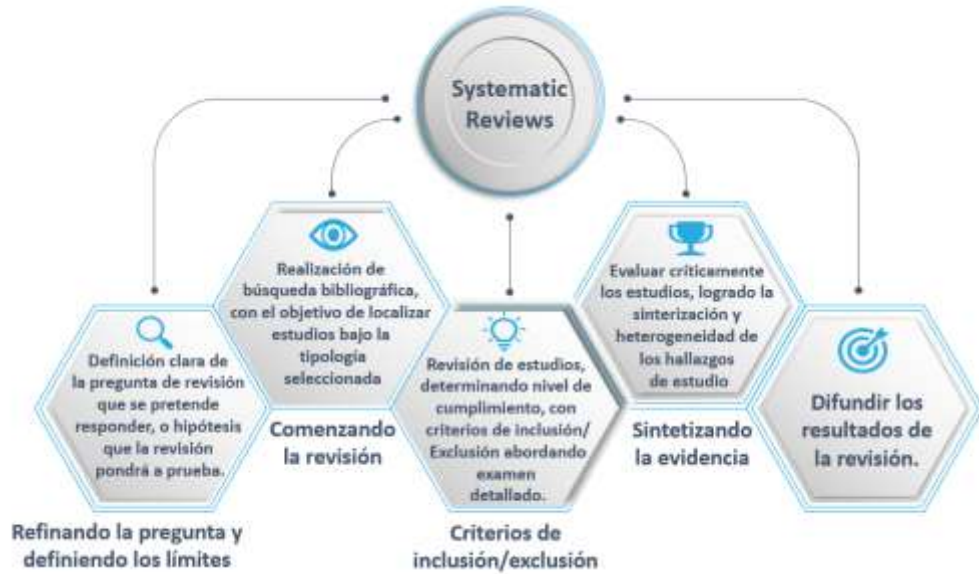 Systematic
Reviews
Definición clara de
la pregunta de revisión
que se pretende
responder, o hipótesis
que la revisión
pondrá a prueba.
Refinando la pregunta y
definiendo los límites
Realización de
búsqueda bibliográfica,
con el objetivo de localizar
estudios bajo la
tipología
seleccionada
Comenzando
la revisión
Revisión de estudios,
determinando nivel de
cumplimiento, con
criterios de inclusión/
Exclusión abordando
examen
detallado.
Criterios de
inclusión/exclusión
Evaluar críticamente
los estudios, logrado la
sinterización y
heterogeneidad de
los hallazgos
de estudio
Sintetizando
la evidencia
Difundir los
resultados de
la revisión.